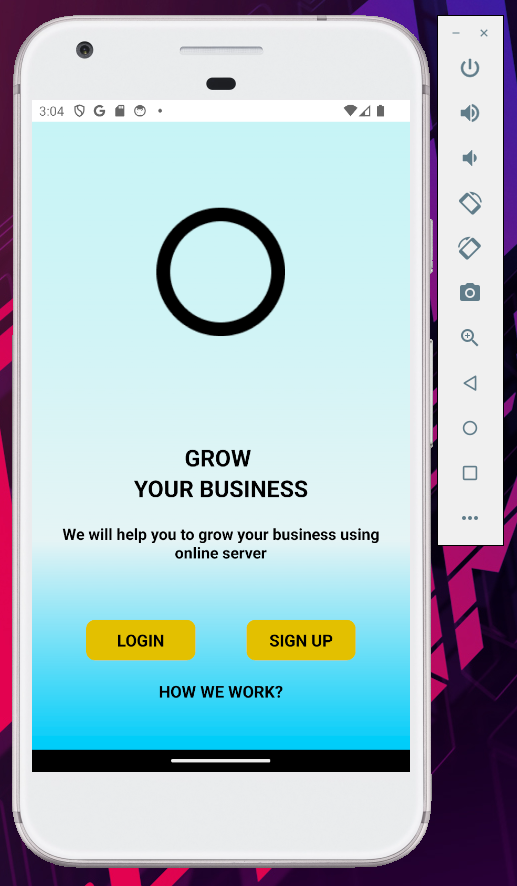 3:04
GROW
YOUR BUSINESS
We will help you to grow your business using
online server
LOGIN
SIGN UP
HOW WE WORK?